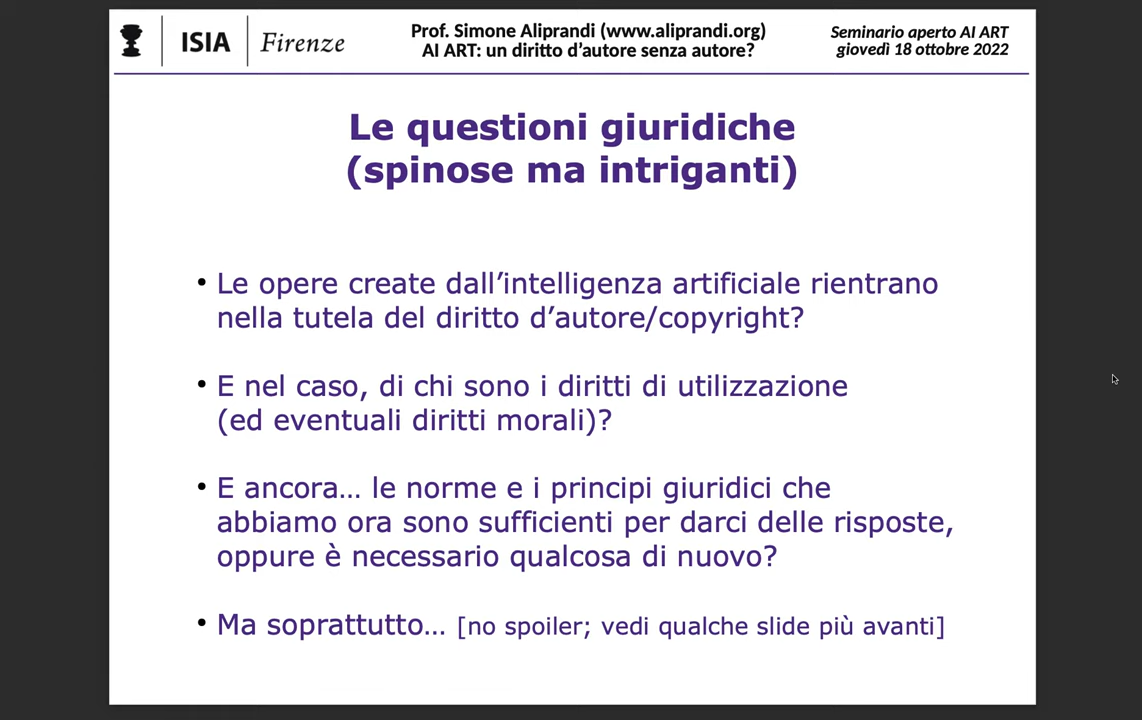 ISIA Firenze
Prof. Simone Aliprandi (www.aliprandi.org)
AI ART: un diritto d’autore senza autore?
Seminario aperto AI ART
giovedì 18 ottobre 2022
Le questioni giuridiche
(spinose ma intriganti)
• Le opere create dall’intelligenza artificiale rientrano
nella tutela del diritto d’autore/copyright?
• E nel caso, di chi sono i diritti di utilizzazione
(ed eventuali diritti morali)?
• E ancora… le norme e i principi giuridici che
abbiamo ora sono sufficienti per darci delle risposte,
oppure è necessario qualcosa di nuovo?
• Ma soprattutto… [no spoiler; vedi qualche slide più avanti]